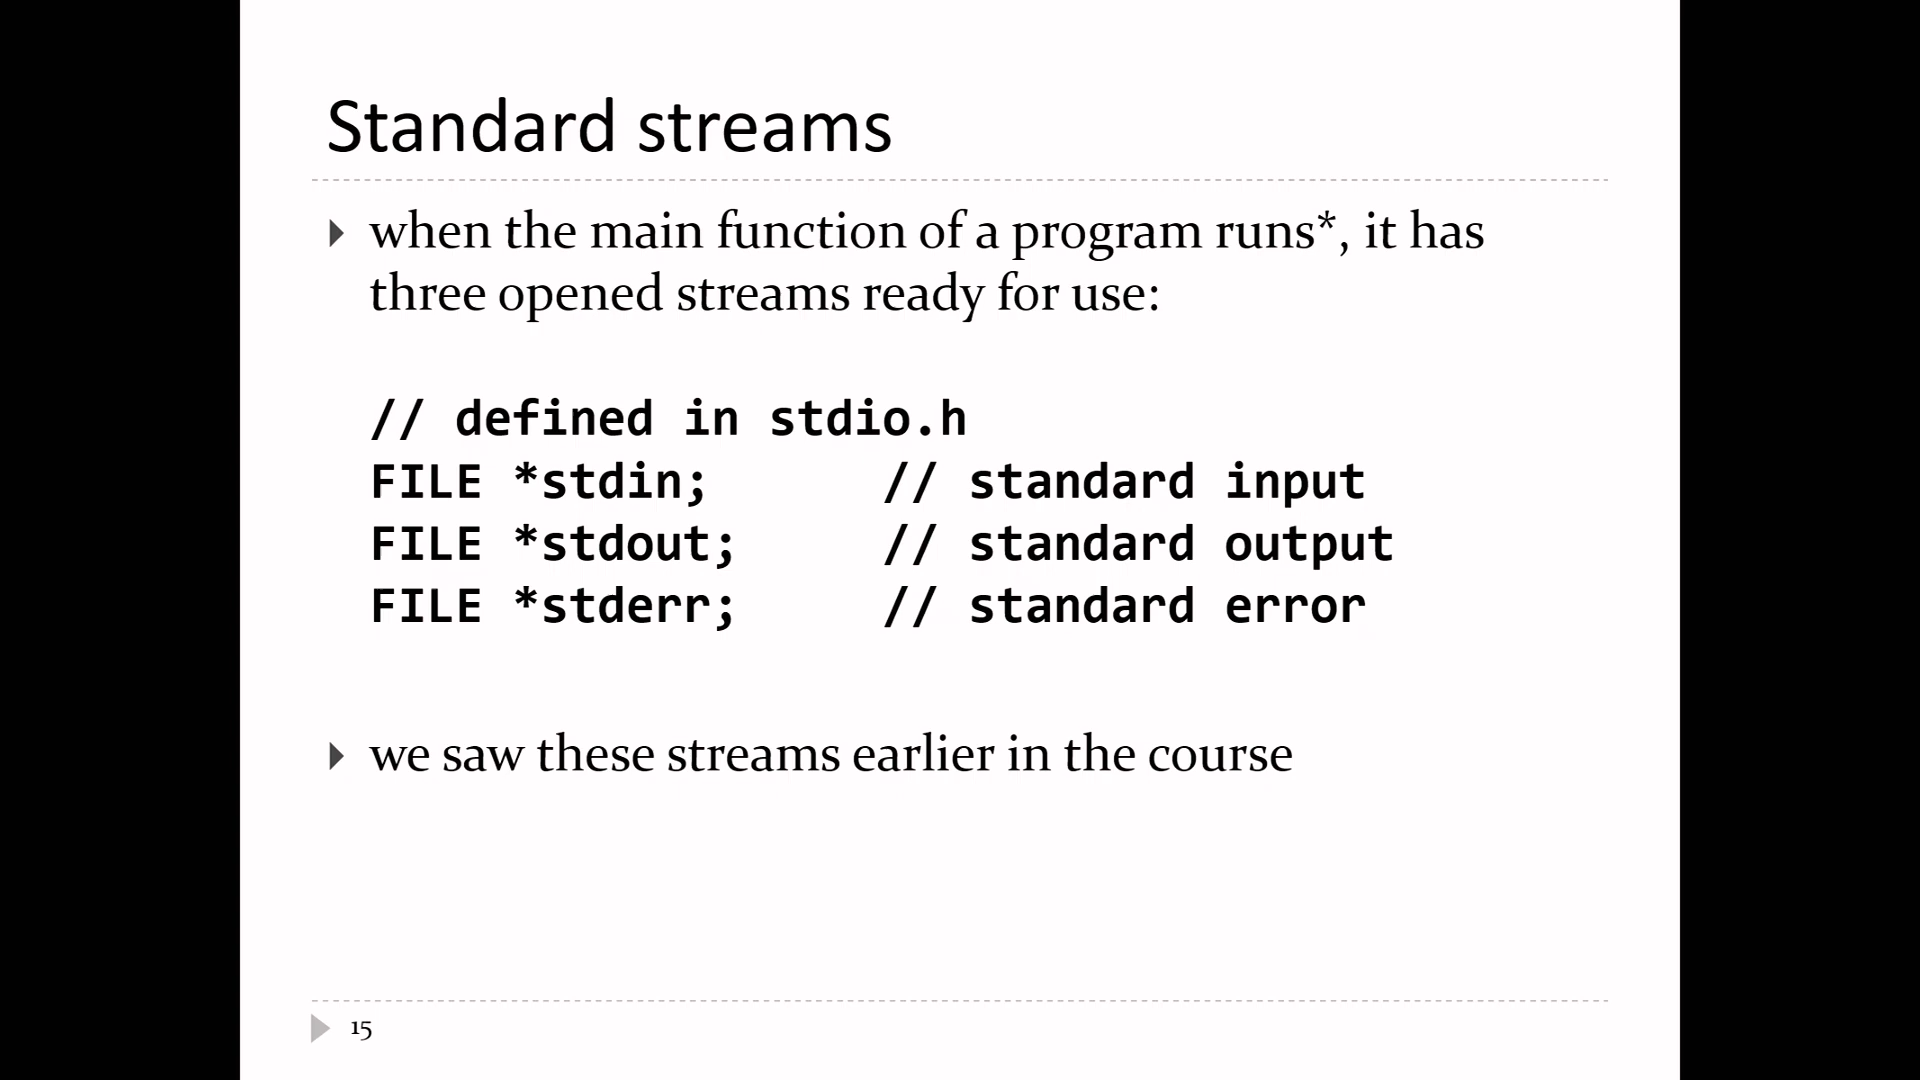 Standard streams
when the main function of a program runs*, it has
three opened streams ready for use:
// defined in stdio.h
FILE *stdin; // standard input
FILE *stdout; // standard output
FILE *stderr; // standard error
we saw these streams earlier in the course
15